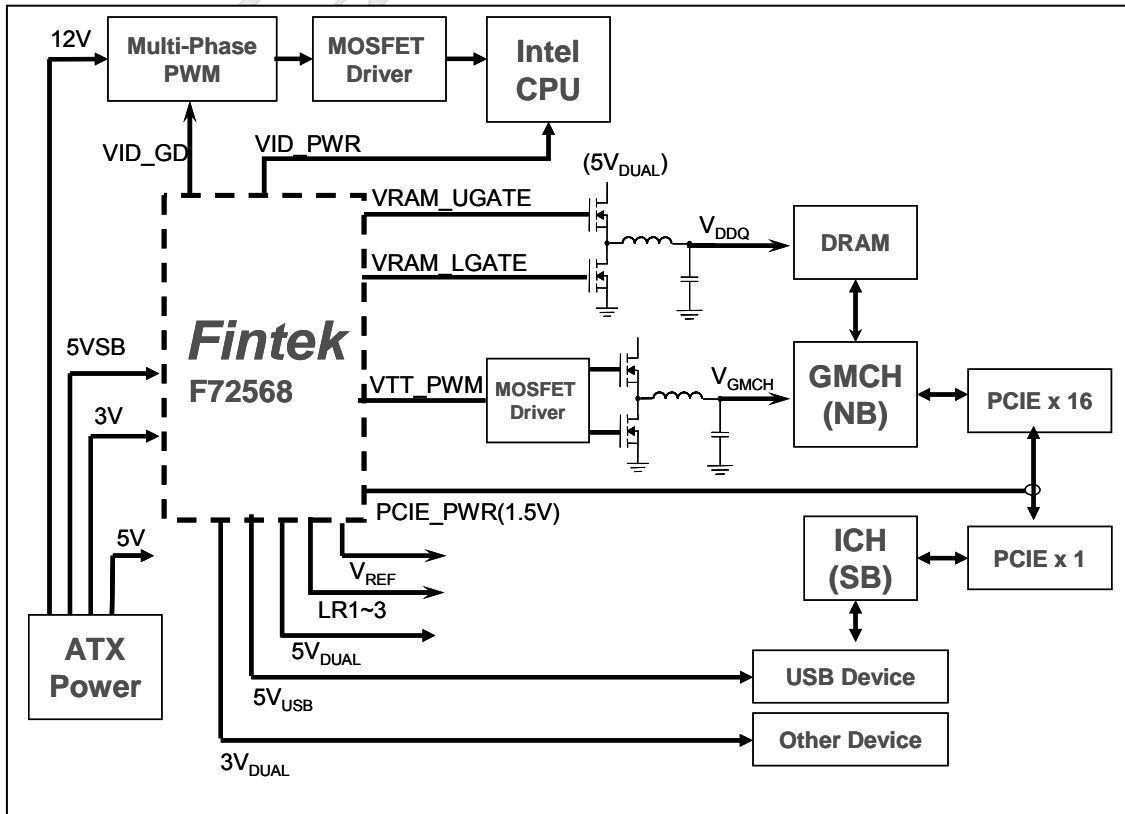 12V
Multi-Phase
PWM
MOSFET
Driver
Intel
CPU
VID_GD
VID_PWR
(5VDUAL)
VRAM_UGATE
VDDQ
DRAM
VRAM_LGATE
Fintek
F72568
5VSB
3V
5V
VTT_PWM
MOSFET
Driver
VGMCH
GMCH
(NB)
PCIE x 16
PCIE_PWR(1.5V)
ICH
(SB)
PCIE x 1
VREF
LR1~3
5VDUAL
5VUSB
3VDUAL
ATX
Power
USB Device
Other Device